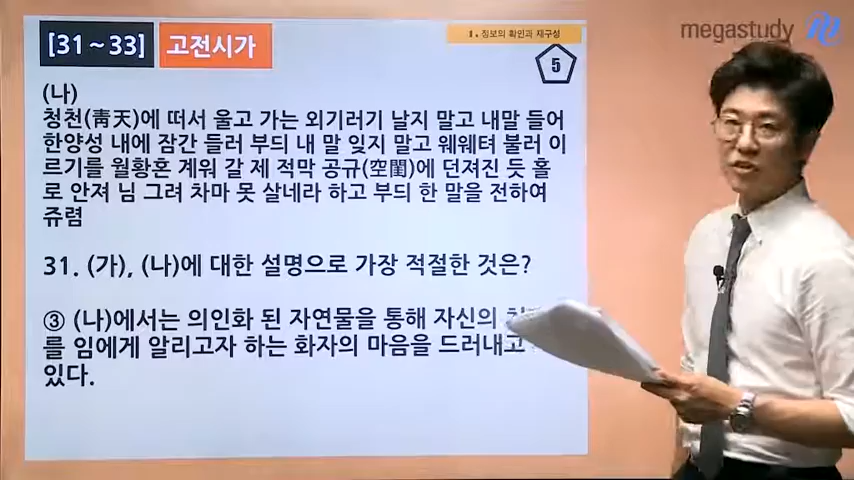 [31~33] 고전시가
Ⅰ. 정보의 확인과 재구성
5
megastudy
(나)
청천(靑天)에 떠서 울고 가는 외기러기 날지 말고 내말 들어
한양성 내에 잠간 들러 부듸 내 말 잊지 말고 웨웨텨 불러 이
르기를 월황혼 계워 갈 제 적막 공규(空閨)에 던져진 듯 홀
로 안져 님 그려 차마 못 살네라 하고 부듸 한 말을 전하여
쥬렴
31. (가), (나)에 대한 설명으로 가장 적절한 것은?
③ (나)에서는 의인화 된 자연물을 통해 자신의
를 임에게 알리고자 하는 화자의 마음을 드러내고
있다.